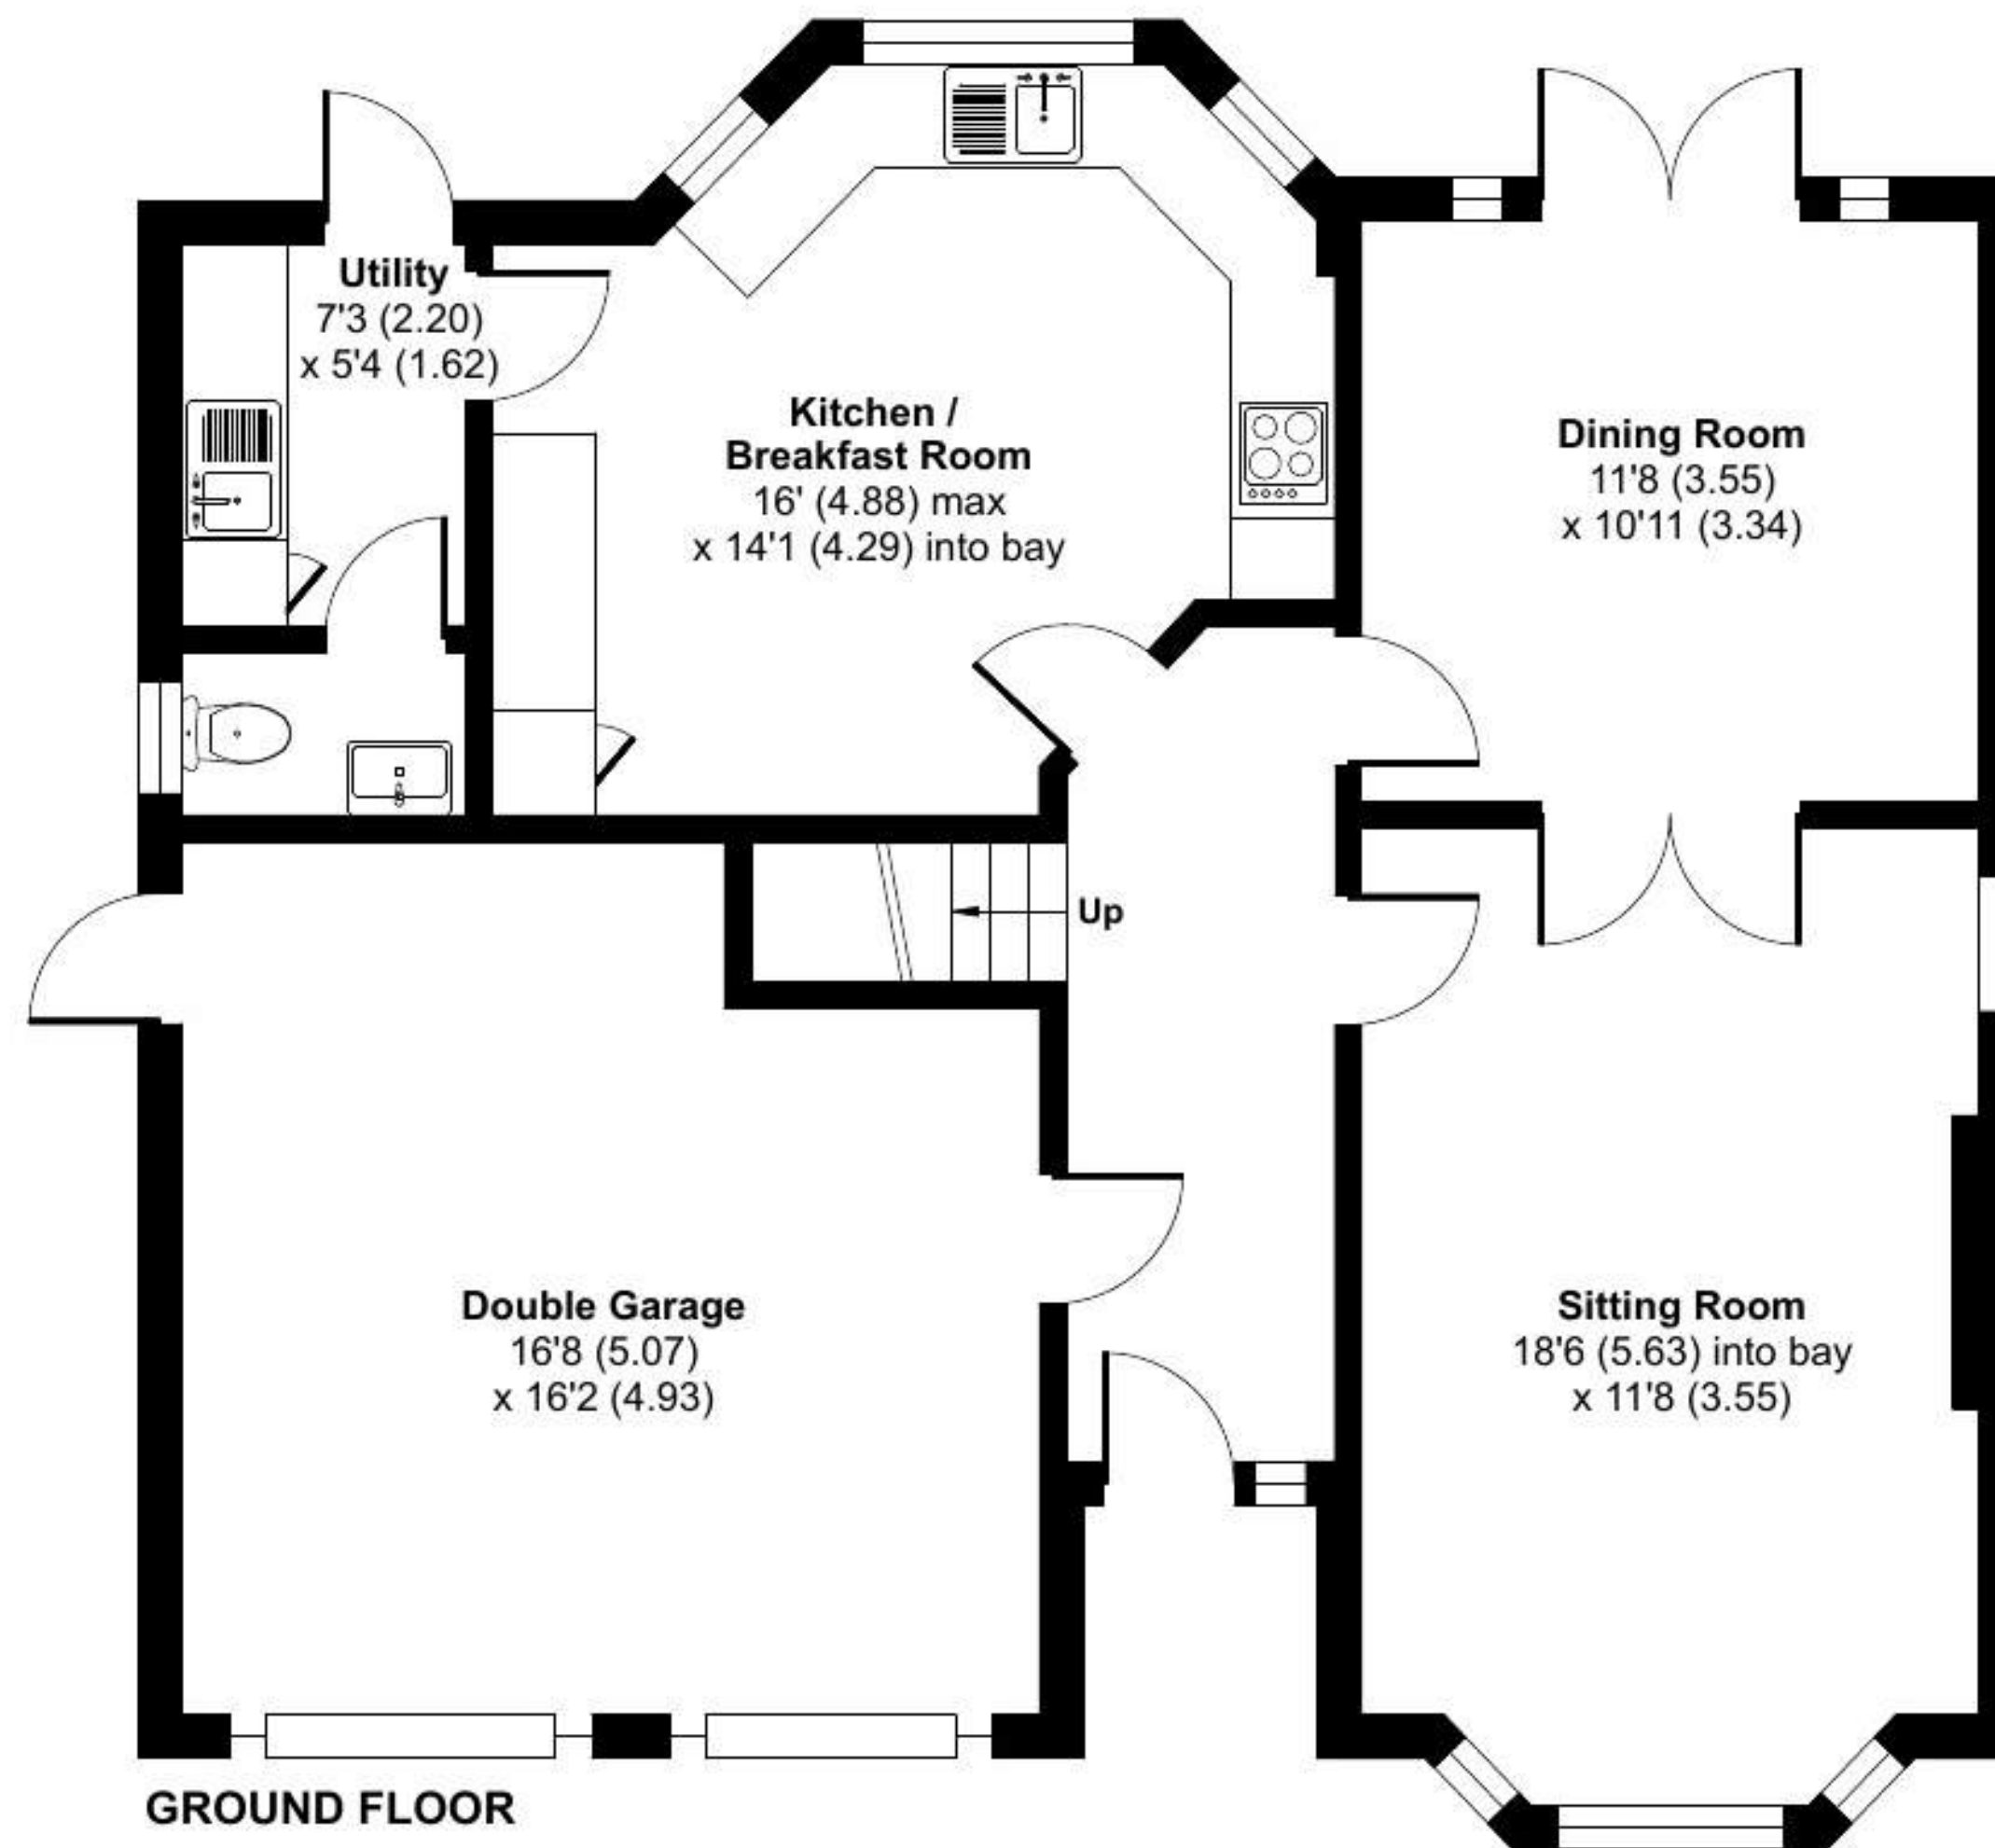 Utility
7'3 (2.20)
x 5'4 (1.62)
Kitchen /
Breakfast Room
16' (4.88) max
x 14'1 (4.29) into bay
Dining Room
11'8 (3.55)
x 10'11 (3.34)
Up
Double Garage
16'8 (5.07)
x 16'2 (4.93)
Sitting Room
18'6 (5.63) into bay
x 11'8 (3.55)
GROUND FLOOR